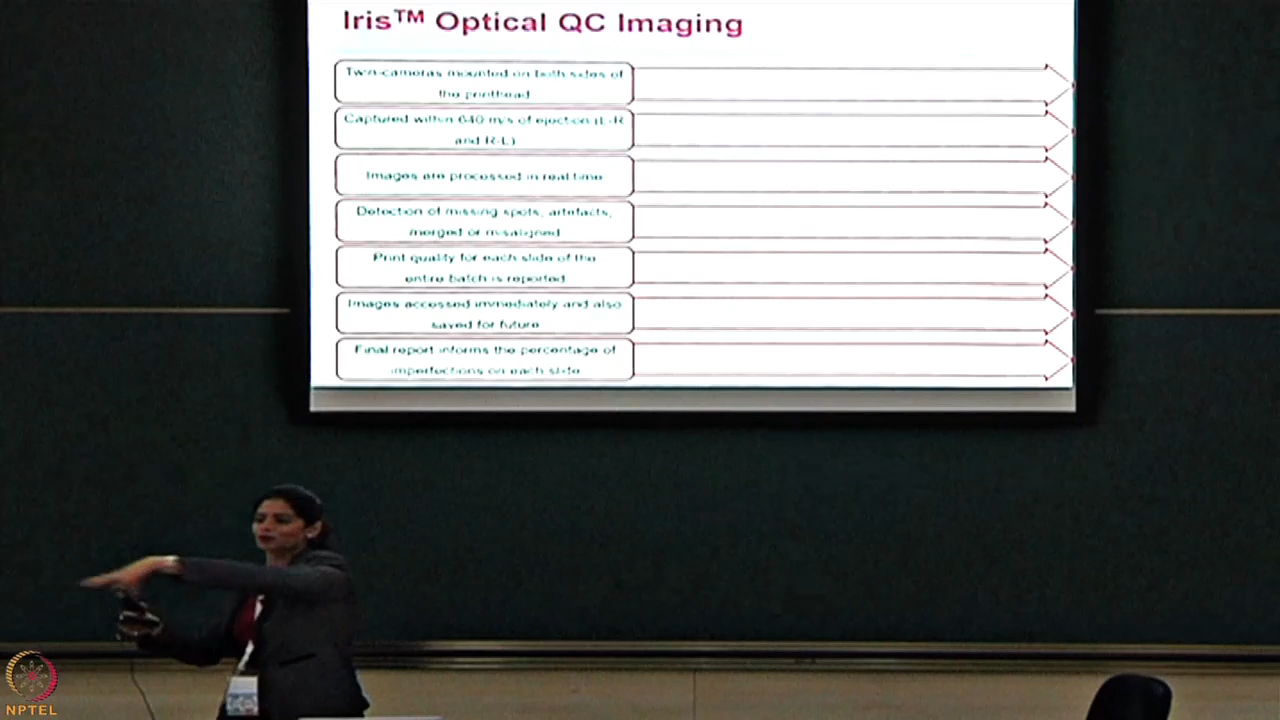 Iris™ Optical QC Imaging
Twin-cameras mounted on both sides of
the printhead
Captured within 640 m/s of ejection (L-R
and R-L)
Images are processed in real time
Detection of missing spots, artefacts,
merged or misaligned
Print quality for each slide of the
entire batch is reported
Images accessed immediately and also
saved for future
Final report informs the percentage of
imperfections on each slide
NPTEL